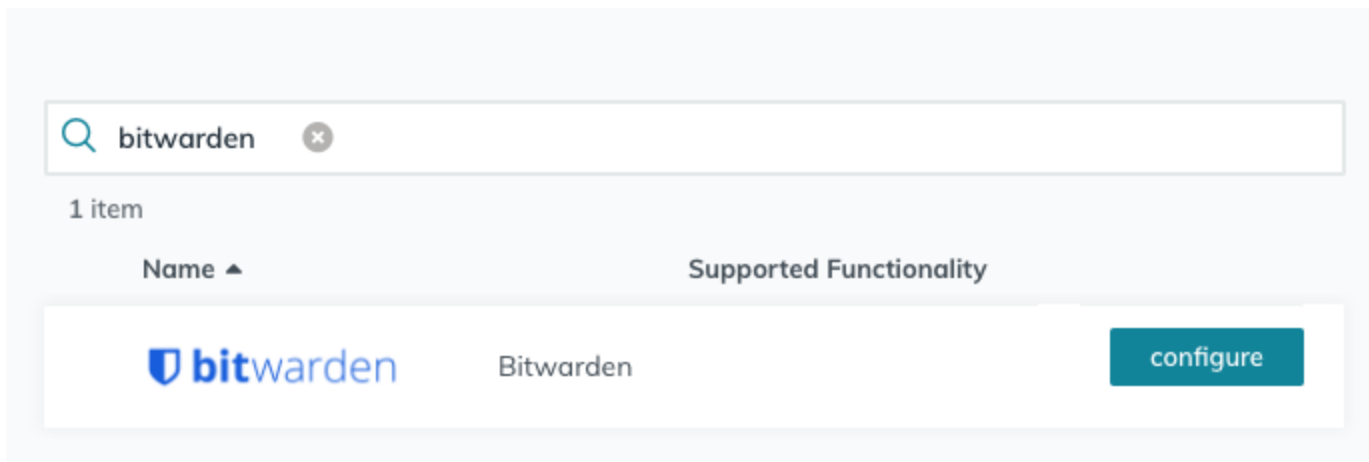 bitwarden
1 item
Name Supported Functionality
bitwarden Bitwarden configure